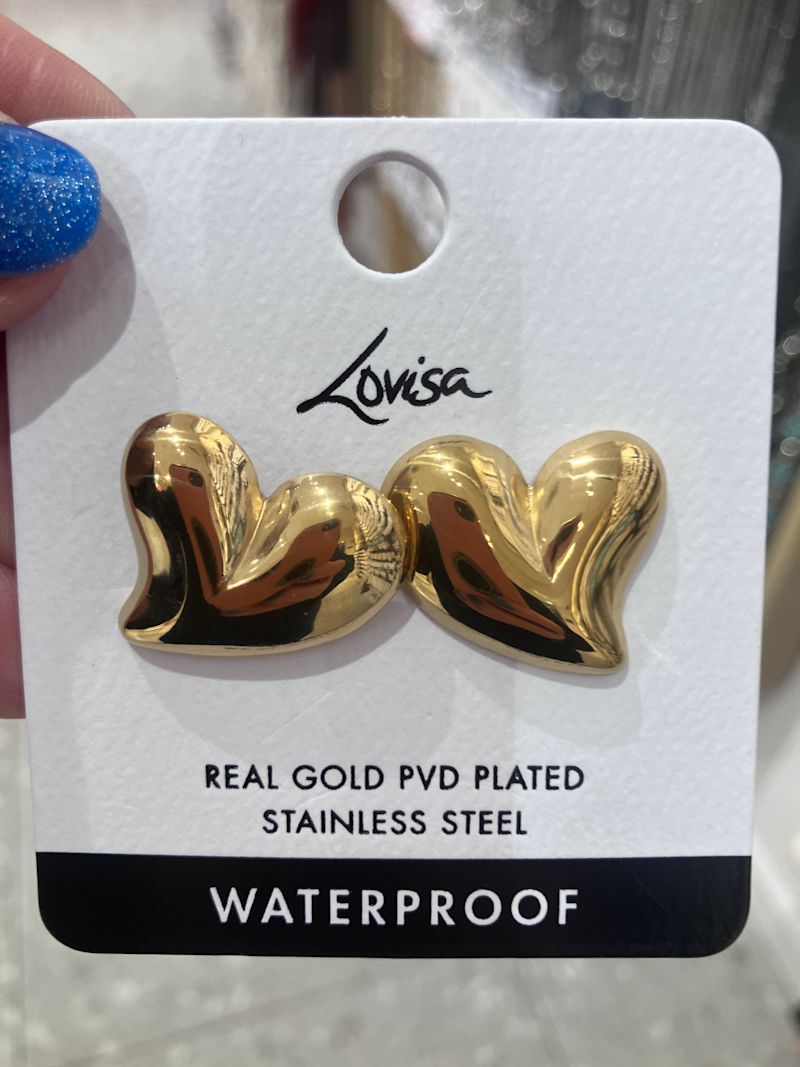 Lovisa
REAL GOLD PVD PLATED
STAINLESS STEEL
WATERPROOF